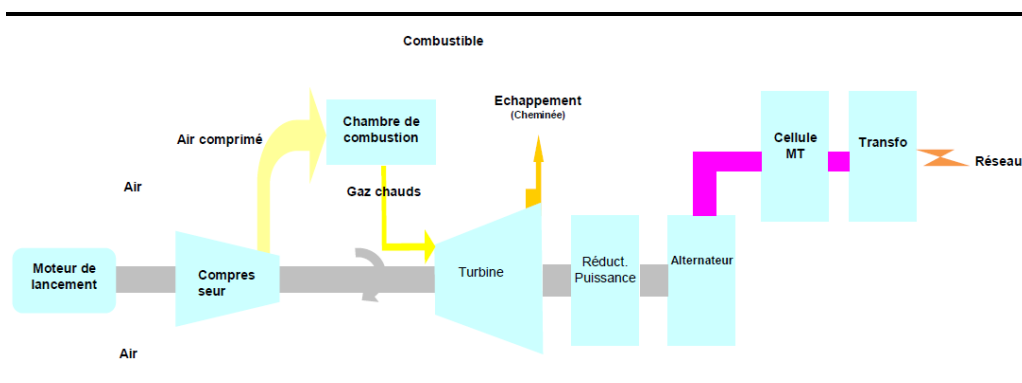 Combustible
Echappement
(Cheminée)
Chambre de
combustion
Air comprimé
Cellule
MT
Transfo
Réseau
Air
Gaz chauds
Moteur de
lancement
Compres
seur
Turbine
Réduct.
Puissance
Alternateur
Air